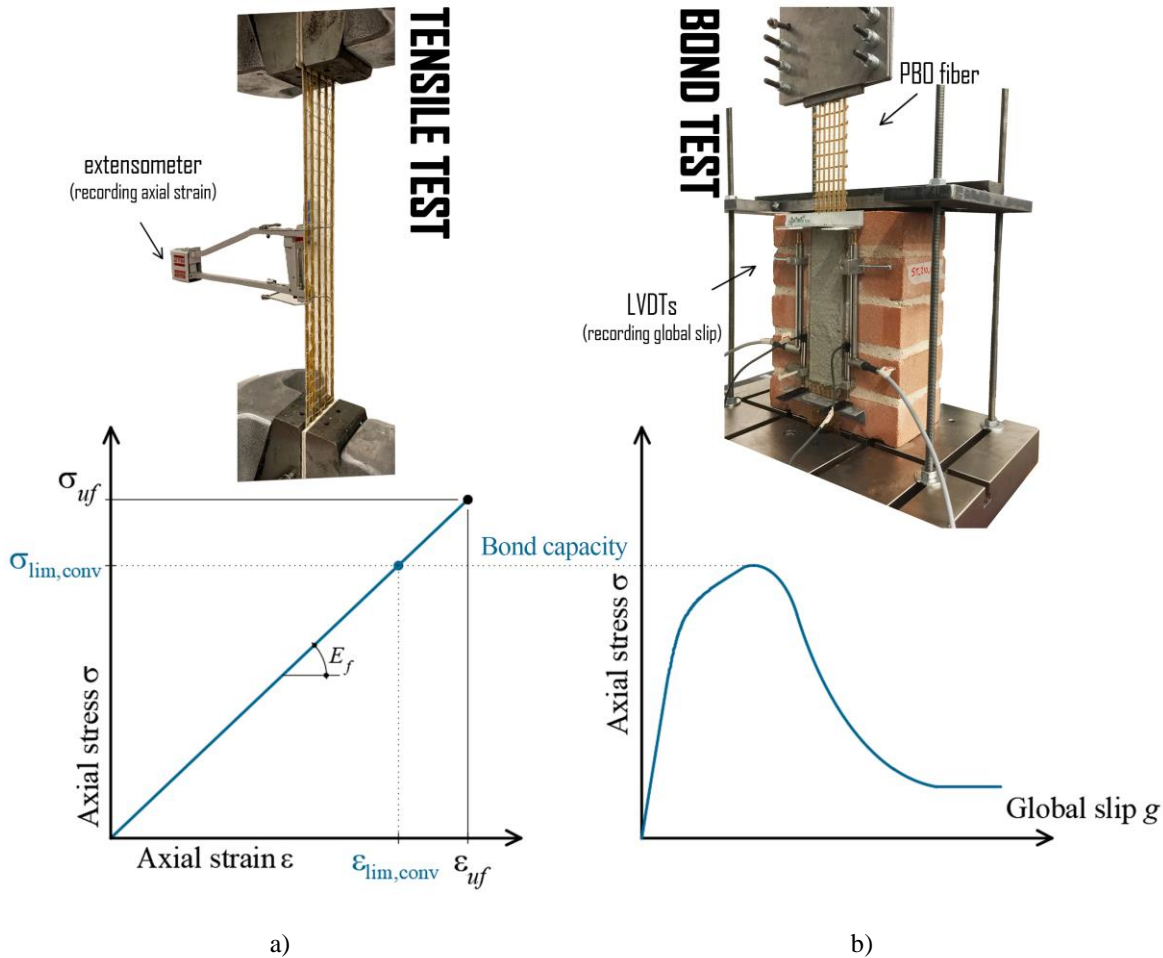 TENSILE TEST
extensometer
(recording axial strain)
BOND TEST
PBO fiber
LVDTs
(recording global slip)
σuf
σlim,conv
Ef
Axial stress σ
Axial strain ε
εlim,conv
εuf
Bond capacity
Axial stress σ
Global slip g
a)
b)